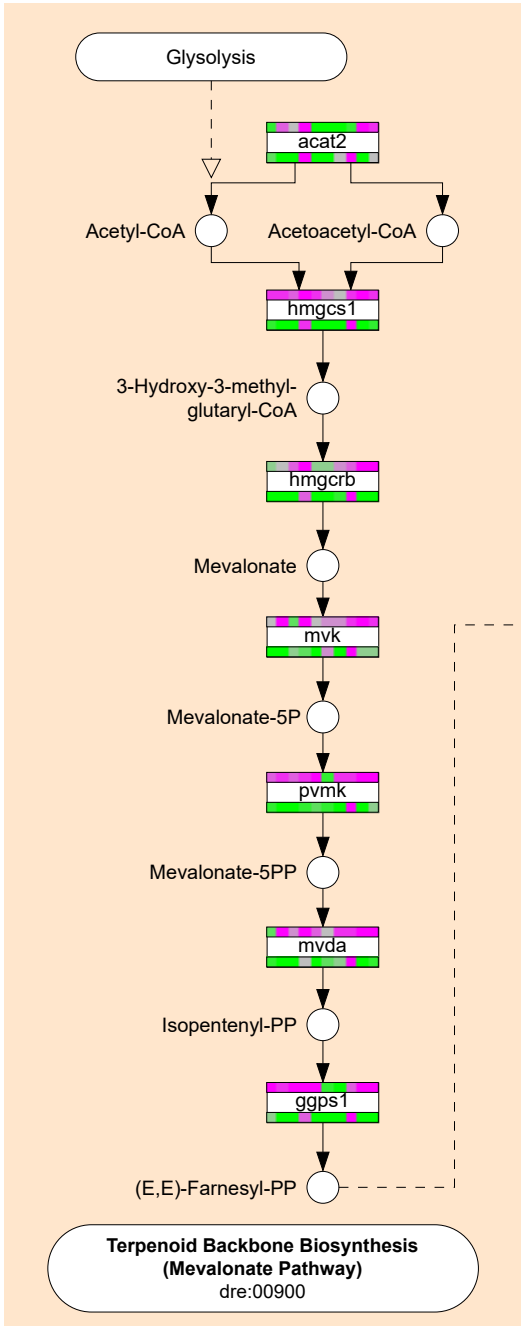 Glysolysis
acat2
Acetyl-CoA
Acetoacetyl-CoA
hmgcs1
3-Hydroxy-3-methyl-
glutaryl-CoA
hmgcrb
Mevalonate
mvk
Mevalonate-5P
pvmk
Mevalonate-5PP
mvda
Isopentenyl-PP
ggps1
(E,E)-Farnesyl-PP
Terpenoid Backbone Biosynthesis
(Mevalonate Pathway)
dre:00900